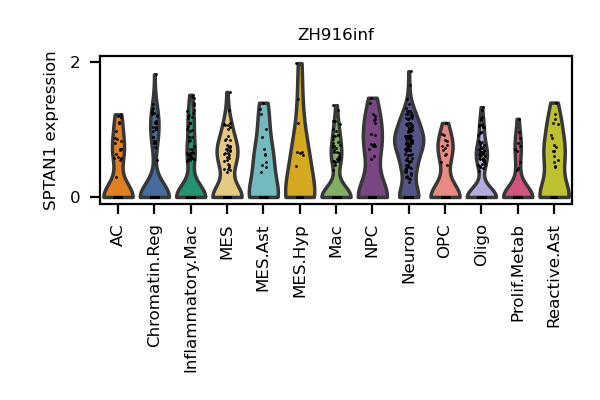 ZH916inf
SPTAN1 expression
2
0
AC
Chromatin.Reg
Inflammatory.Mac
MES
MES.Ast
MES.Hyp
Mac
NPC
Neuron
OPC
Oligo
Prolif.Metab
Reactive.Ast